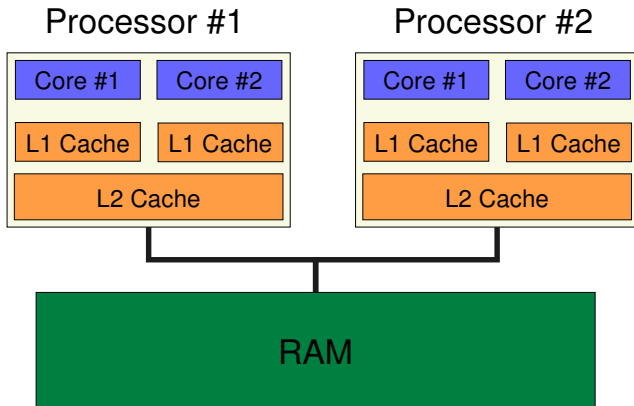 Processor #1 Processor #2
Core #1 Core #2 Core #1 Core #2
L1 Cache L1 Cache L1 Cache L1 Cache
L2 Cache L2 Cache
RAM